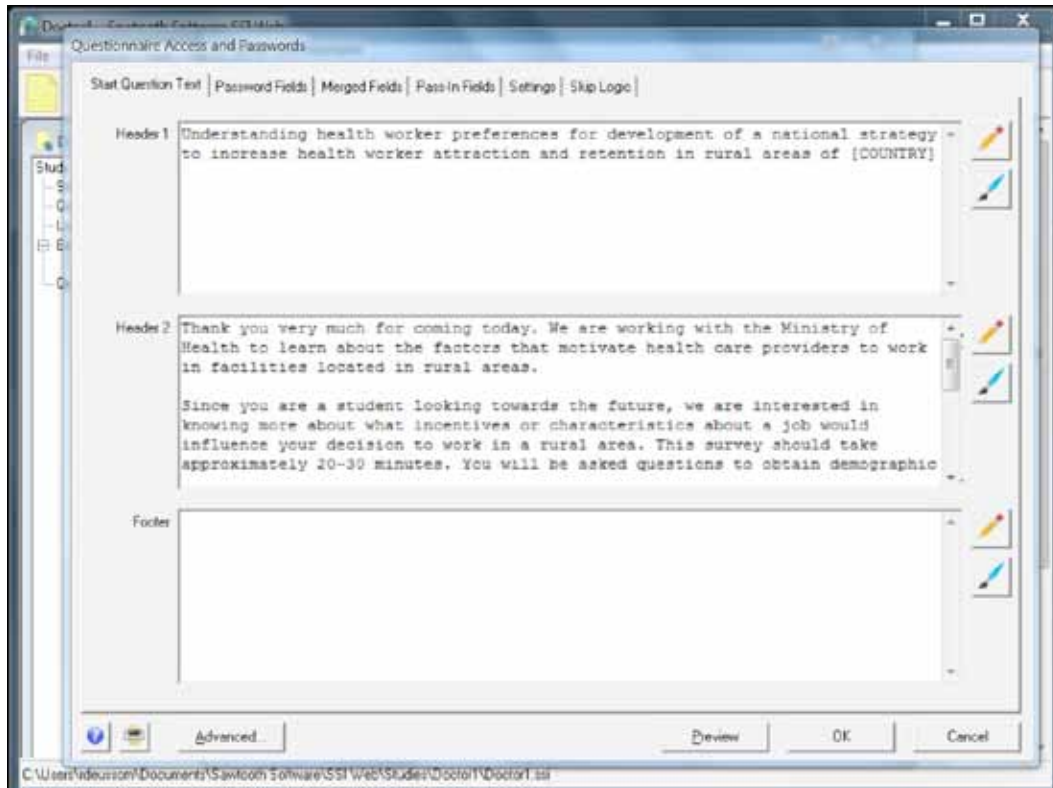 Sawtooth Software SSI Web
File
Questionnaire Access and Passwords
Start Question Text | Password Fields | Merged Fields | Pass-In Fields | Settings | Skip Logic |
Header 1
Understanding health worker preferences for development of a national strategy
to increase health worker attraction and retention in rural areas of [COUNTRY]
Stud
Header 2
Thank you very much for coming today. We are working with the Ministry of
Health to learn about the factors that motivate health care providers to work
in facilities located in rural areas.
Since you are a student looking towards the future, we are interested in
knowing more about what incentives or characteristics about a job would
influence your decision to work in a rural area. This survey should take
approximately 20-30 minutes. You will be asked questions to obtain demographic
Footer
Advanced...
Preview
OK
Cancel
C:\Users\rdeussom\Documents\Sawtooth Software\SSI Web\Studies\Doctor1\Doctor1.ssi